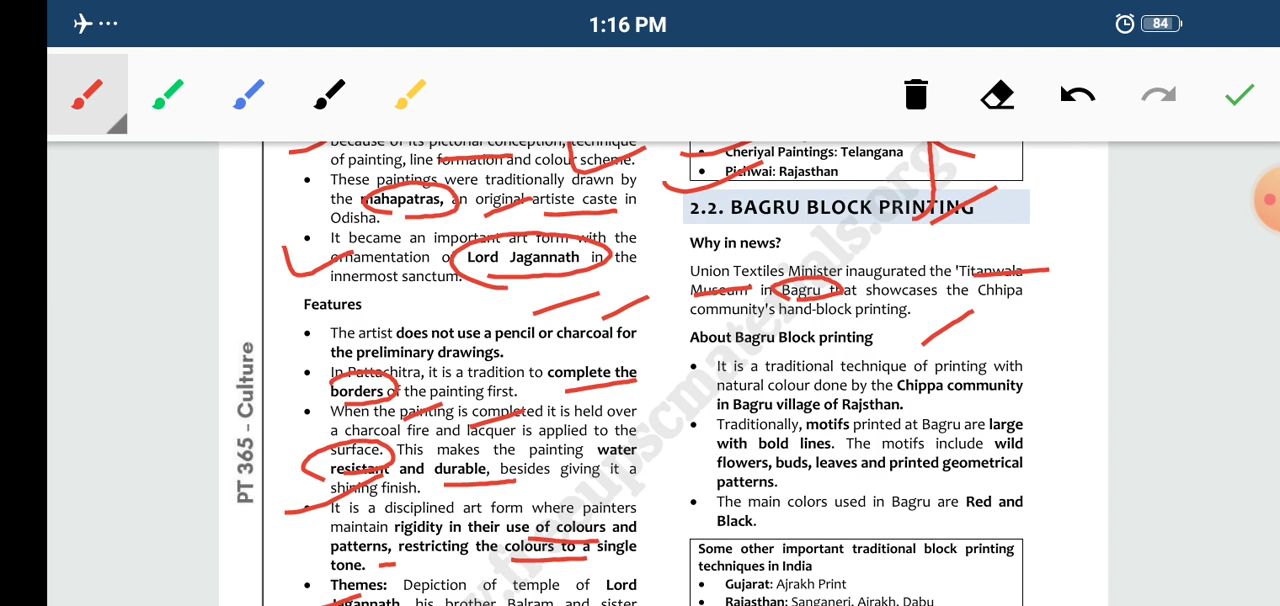 1:16 PM
84
because of its pictorial conception, technique
of painting, line formation and colour scheme.
• These paintings were traditionally drawn by
the mahapatras, an original artiste caste in
Odisha.
• It became an important art form with the
ornamentation of Lord Jagannath in the
innermost sanctum.
Features
• The artist does not use a pencil or charcoal for
the preliminary drawings.
• In Pattachitra, it is a tradition to complete the
borders of the painting first.
• When the painting is completed it is held over
a charcoal fire and lacquer is applied to the
surface. This makes the painting water
resistant and durable, besides giving it a
shining finish.
• It is a disciplined art form where painters
maintain rigidity in their use of colours and
patterns, restricting the colours to a single
tone.
• Themes: Depiction of temple of Lord
Jagannath, his brother Balram and sister
• Cheriyal Paintings: Telangana
• Pichwai: Rajasthan
2.2. BAGRU BLOCK PRINTING
Why in news?
Union Textiles Minister inaugurated the 'Titanwala
Museum' in Bagru that showcases the Chhipa
community's hand-block printing.
About Bagru Block printing
• It is a traditional technique of printing with
natural colour done by the Chippa community
in Bagru village of Rajsthan.
• Traditionally, motifs printed at Bagru are large
with bold lines. The motifs include wild
flowers, buds, leaves and printed geometrical
patterns.
• The main colors used in Bagru are Red and
Black.
Some other important traditional block printing
techniques in India
• Gujarat: Ajrakh Print
• Rajasthan: Sanganeri, Ajrakh, Dabu
PT 365 – Culture
.freeupscmaterials.org